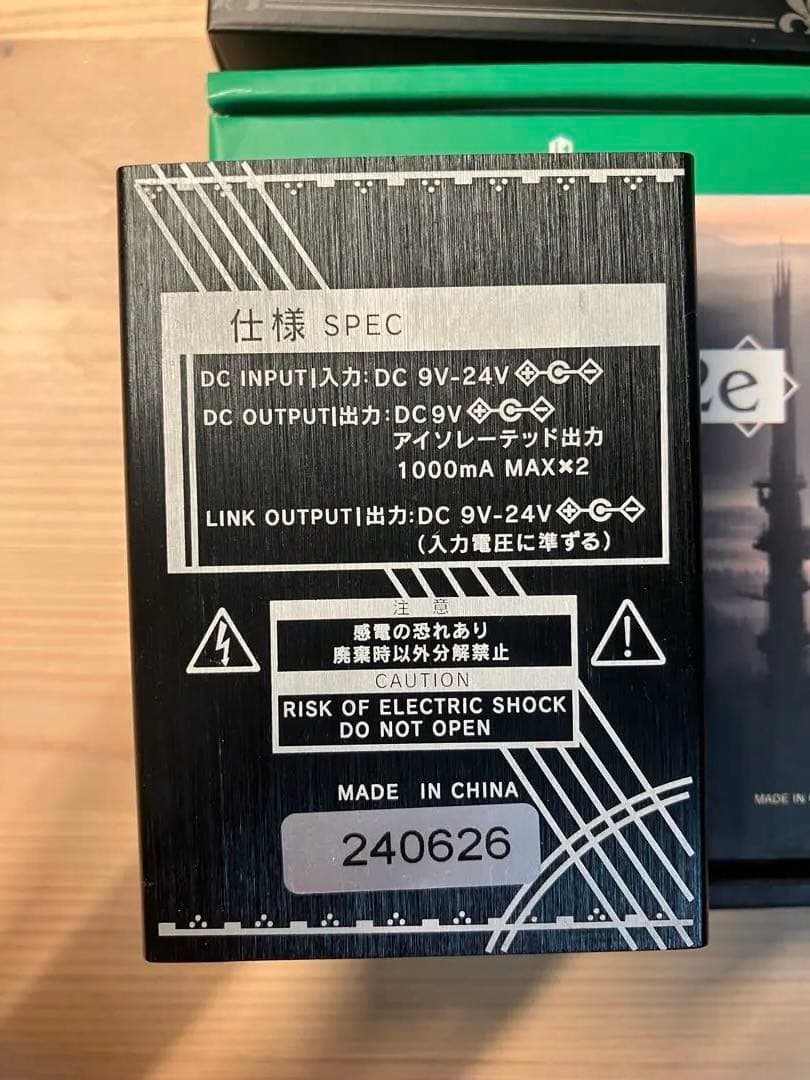 仕様 SPEC
DC INPUT|入力:DC 9V-24V
DC OUTPUT|出力:DC9V
アイソレーテッド出力
1000mA MAX×2
LINK OUTPUT|出力:DC 9V-24V
(入力電圧に準ずる)
注 意
感電の恐れあり
廃棄時以外分解禁止
CAUTION
RISK OF ELECTRIC SHOCK
DO NOT OPEN
MADE IN CHINA
240626
2e
MADE IN